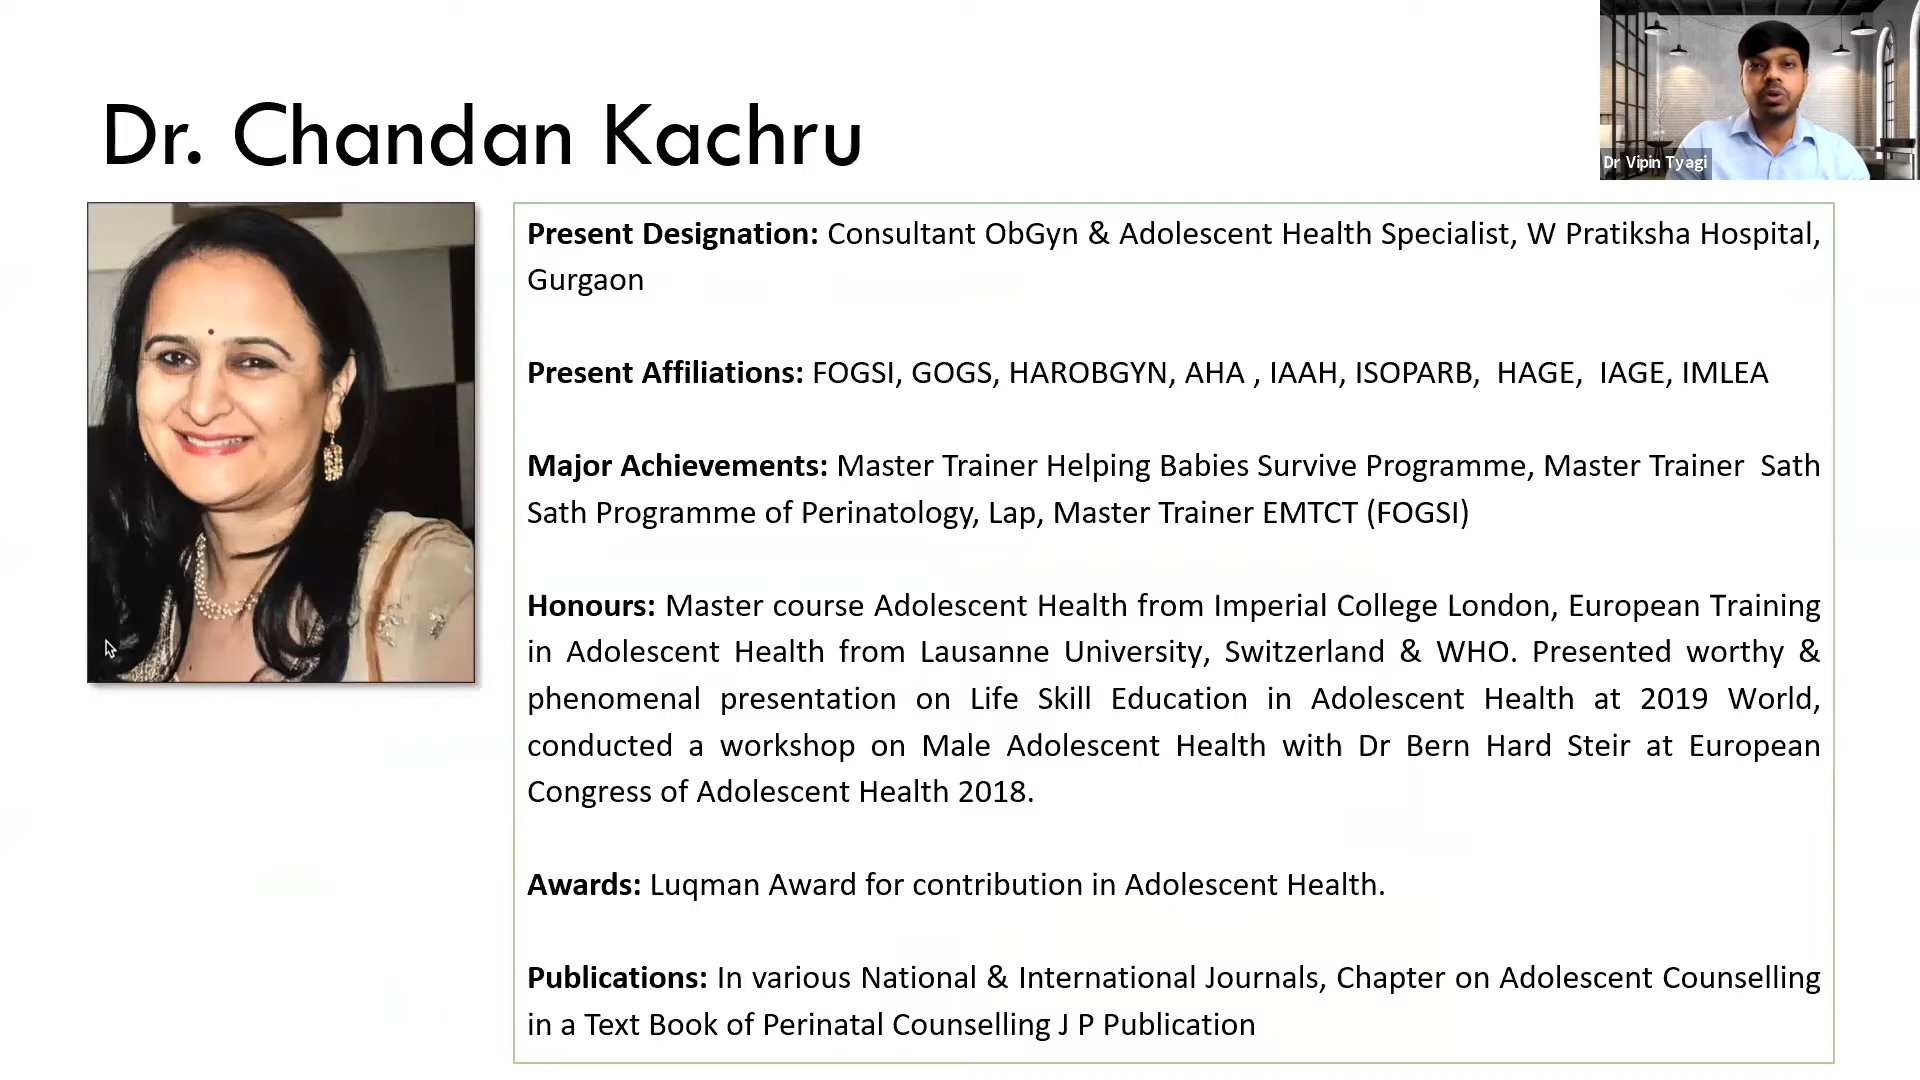 Dr. Chandan Kachru
Dr Vipin Tyagi
Present Designation: Consultant ObGyn & Adolescent Health Specialist, W Pratiksha Hospital,
Gurgaon
Present Affiliations: FOGSI, GOGS, HAROBGYN, AHA , IAAH, ISOPARB, HAGE, IAGE, IMLEA
Major Achievements: Master Trainer Helping Babies Survive Programme, Master Trainer Sath
Sath Programme of Perinatology, Lap, Master Trainer EMTCT (FOGSI)
Honours: Master course Adolescent Health from Imperial College London, European Training
in Adolescent Health from Lausanne University, Switzerland & WHO. Presented worthy &
phenomenal presentation on Life Skill Education in Adolescent Health at 2019 World,
conducted a workshop on Male Adolescent Health with Dr Bern Hard Steir at European
Congress of Adolescent Health 2018.
Awards: Luqman Award for contribution in Adolescent Health.
Publications: In various National & International Journals, Chapter on Adolescent Counselling
in a Text Book of Perinatal Counselling J P Publication